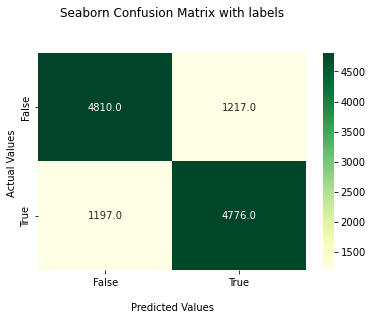 Seaborn Confusion Matrix with labels
False
True
Actual Values
4810.0
1217.0
1197.0
4776.0
False
True
Predicted Values
4500
4000
3500
3000
2500
2000
1500